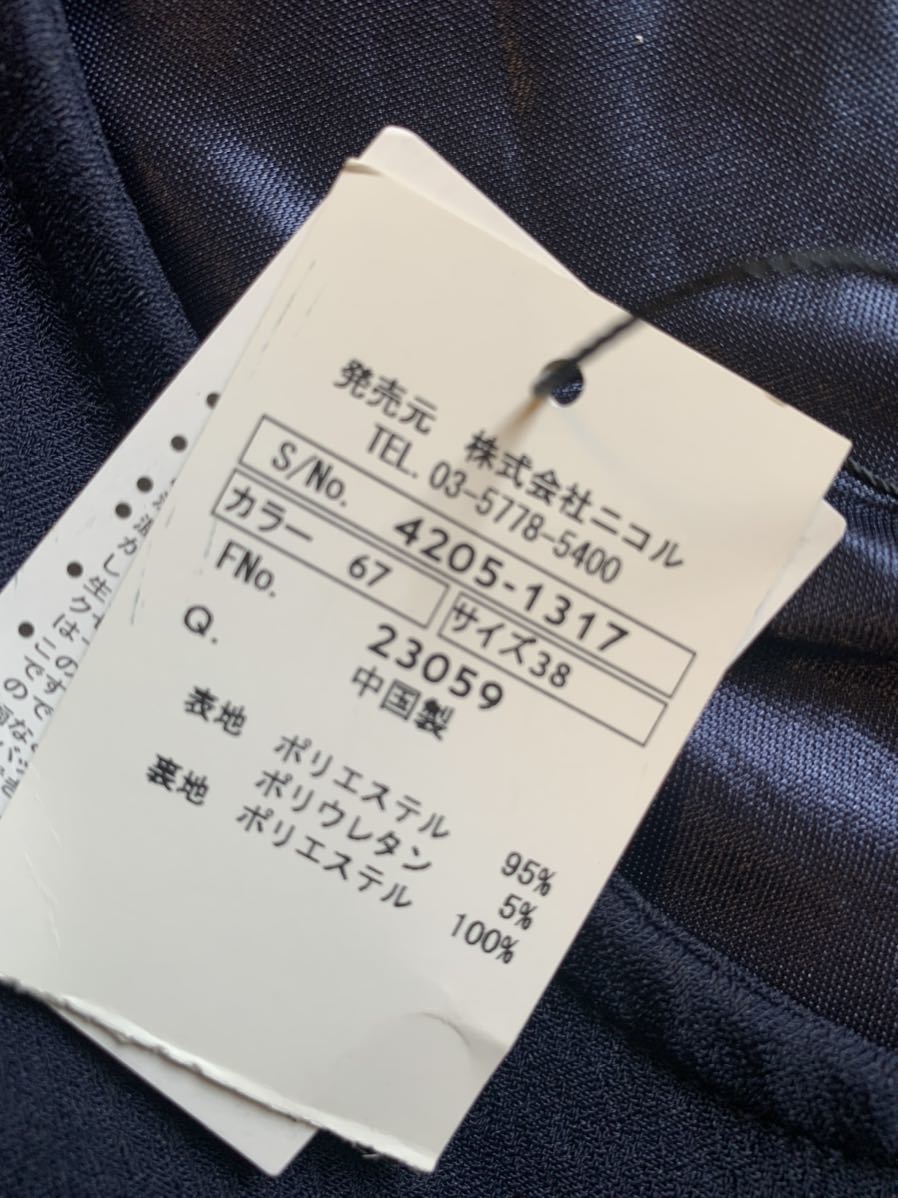 発売元 株式会社ニコル
TEL. 03-5778-5400
S/No. 4205-1317
カラー 67 サイズ38
FNo. 23059
Q. 中国製
表地 ポリエステル 95%
ポリウレタン 5%
裏地 ポリエステル 100%